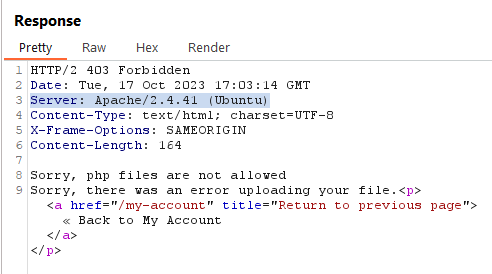 Response
Pretty Raw Hex Render
1 HTTP/2 403 Forbidden
2 Date: Tue, 17 Oct 2023 17:03:14 GMT
3 Server: Apache/2.4.41 (Ubuntu)
4 Content-Type: text/html; charset=UTF-8
5 X-Frame-Options: SAMEORIGIN
6 Content-Length: 164
7
8 Sorry, php files are not allowed
9 Sorry, there was an error uploading your file.<p>
<a href="/my-account" title="Return to previous page">
« Back to My Account
</a>
</p>